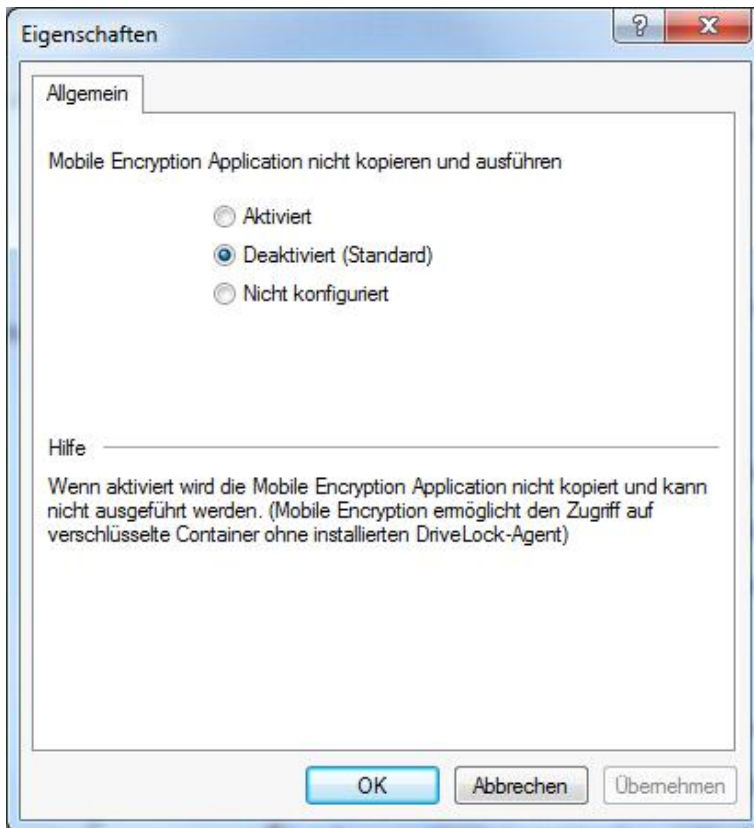 Eigenschaften
?
X
Allgemein
Mobile Encryption Application nicht kopieren und ausführen
Aktiviert
Deaktiviert (Standard)
Nicht konfiguriert
Hilfe
Wenn aktiviert wird die Mobile Encryption Application nicht kopiert und kann
nicht ausgeführt werden. (Mobile Encryption ermöglicht den Zugriff auf
verschlüsselte Container ohne installierten DriveLock-Agent)
OK
Abbrechen
Übernehmen